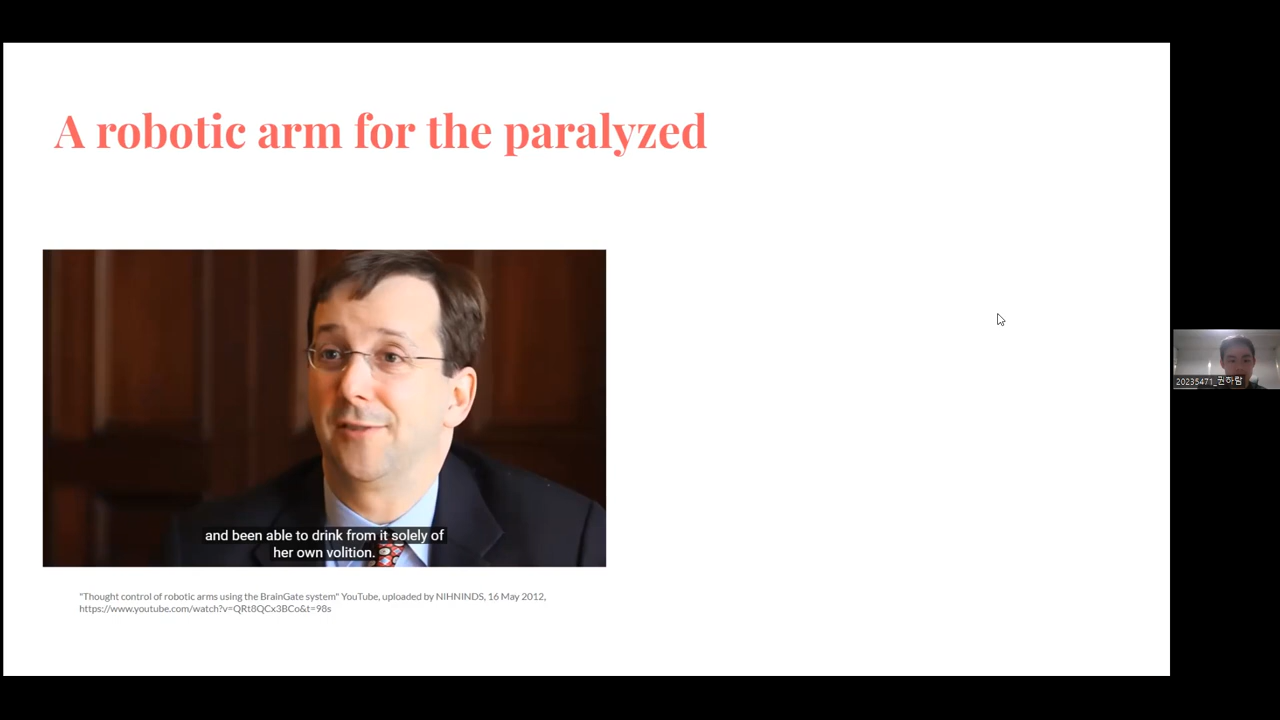 A robotic arm for the paralyzed
and been able to drink from it solely of
her own volition.
"Thought control of robotic arms using the BrainGate system" YouTube, uploaded by NIHNINDS, 16 May 2012,
https://www.youtube.com/watch?v=QRt8QCx3BCo&t=98s
20235471_권하람